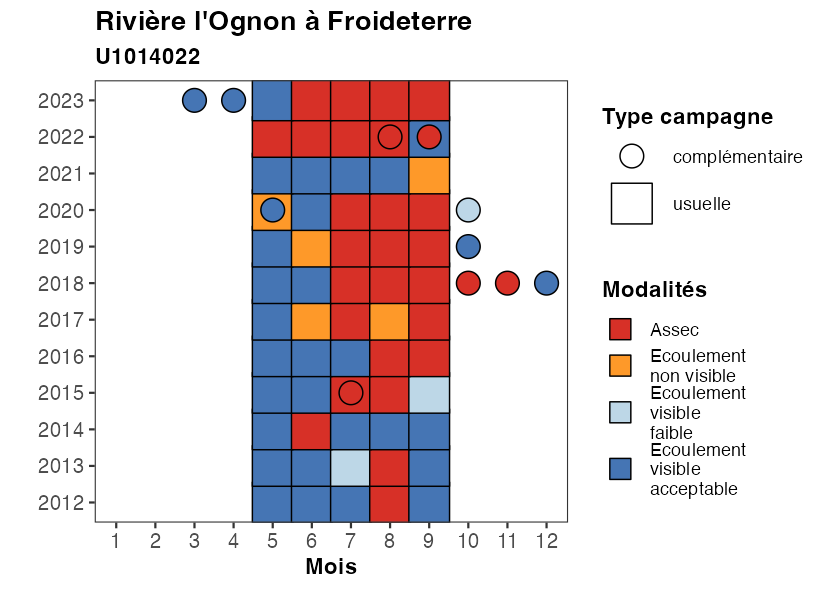 Rivière l'Ognon à Froideterre
U1014022
2023
2022
2021
2020
2019
2018
2017
2016
2015
2014
2013
2012
1 2 3 4 5 6 7 8 9 10 11 12
Mois
Type campagne
complémentaire
usuelle
Modalités
Assec
Ecoulement
non visible
Ecoulement
visible
faible
Ecoulement
visible
acceptable